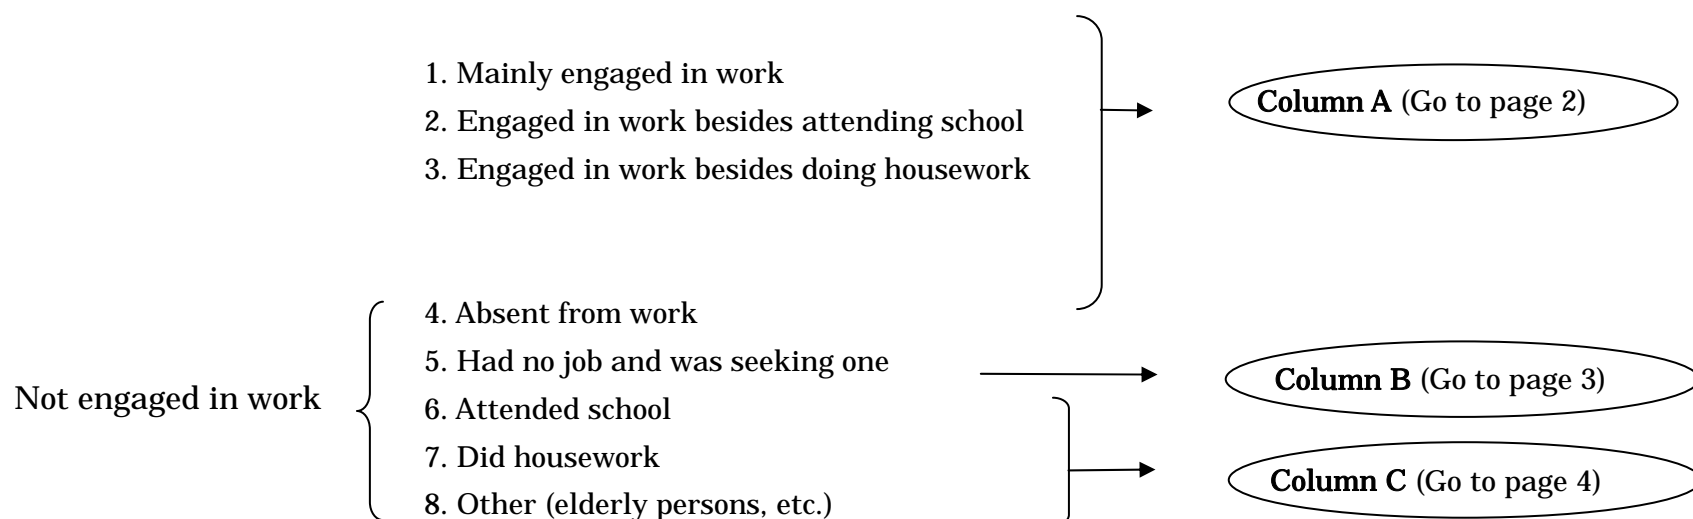 1. Mainly engaged in work
2. Engaged in work besides attending school
3. Engaged in work besides doing housework
Column A (Go to page 2)
Not engaged in work
4. Absent from work
5. Had no job and was seeking one
6. Attended school
7. Did housework
8. Other (elderly persons, etc.)
Column B (Go to page 3)
Column C (Go to page 4)